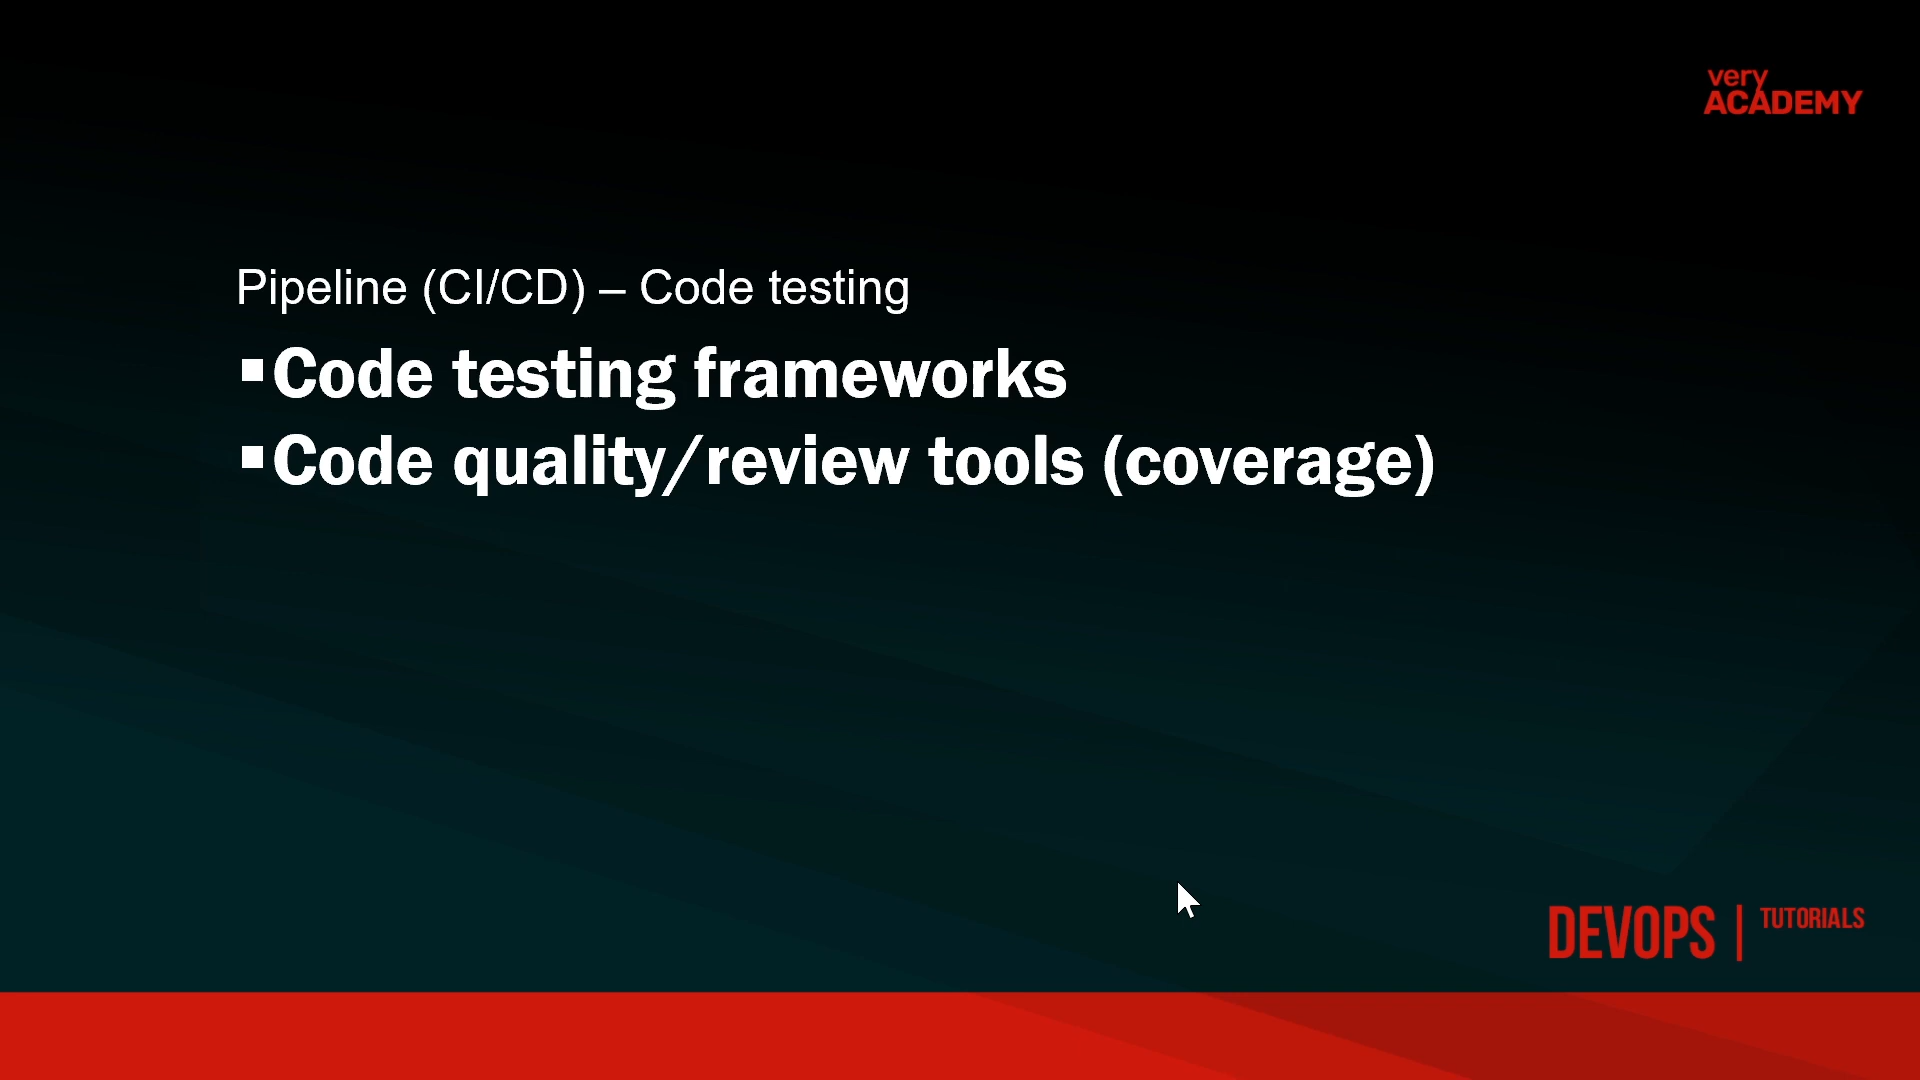 very
ACADEMY
Pipeline (CI/CD) – Code testing
▪Code testing frameworks
▪Code quality/review tools (coverage)
DEVOPS | TUTORIALS